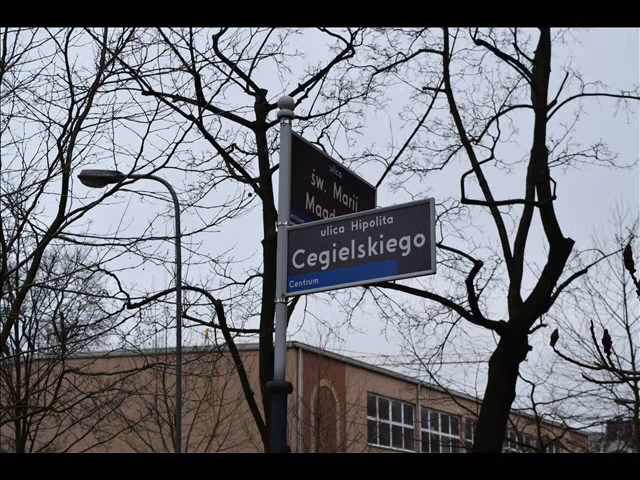 ulica
św. Marii
ulica Hipolita
Cegielskiego
Centrum